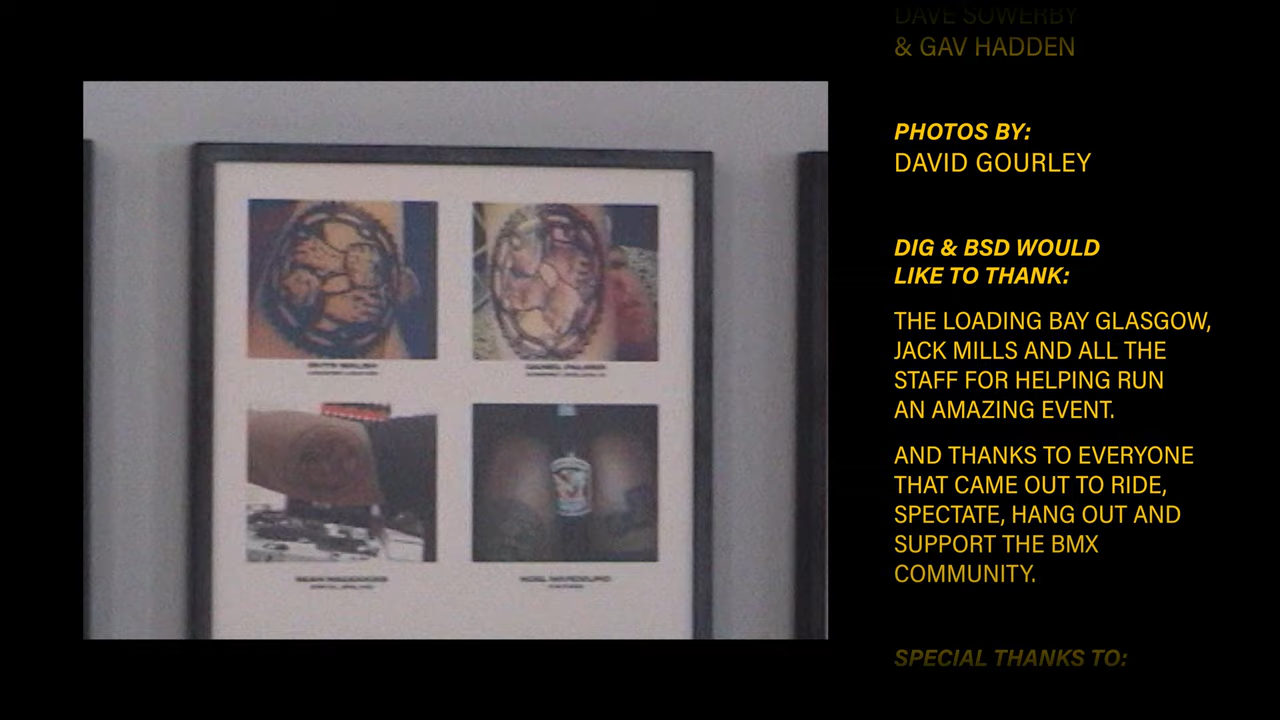 DAVE SOWERBY
& GAV HADDEN
PHOTOS BY:
DAVID GOURLEY
DIG & BSD WOULD
LIKE TO THANK:
THE LOADING BAY GLASGOW,
JACK MILLS AND ALL THE
STAFF FOR HELPING RUN
AN AMAZING EVENT.
AND THANKS TO EVERYONE
THAT CAME OUT TO RIDE,
SPECTATE, HANG OUT AND
SUPPORT THE BMX
COMMUNITY.
SPECIAL THANKS TO:
DANIEL PALMER